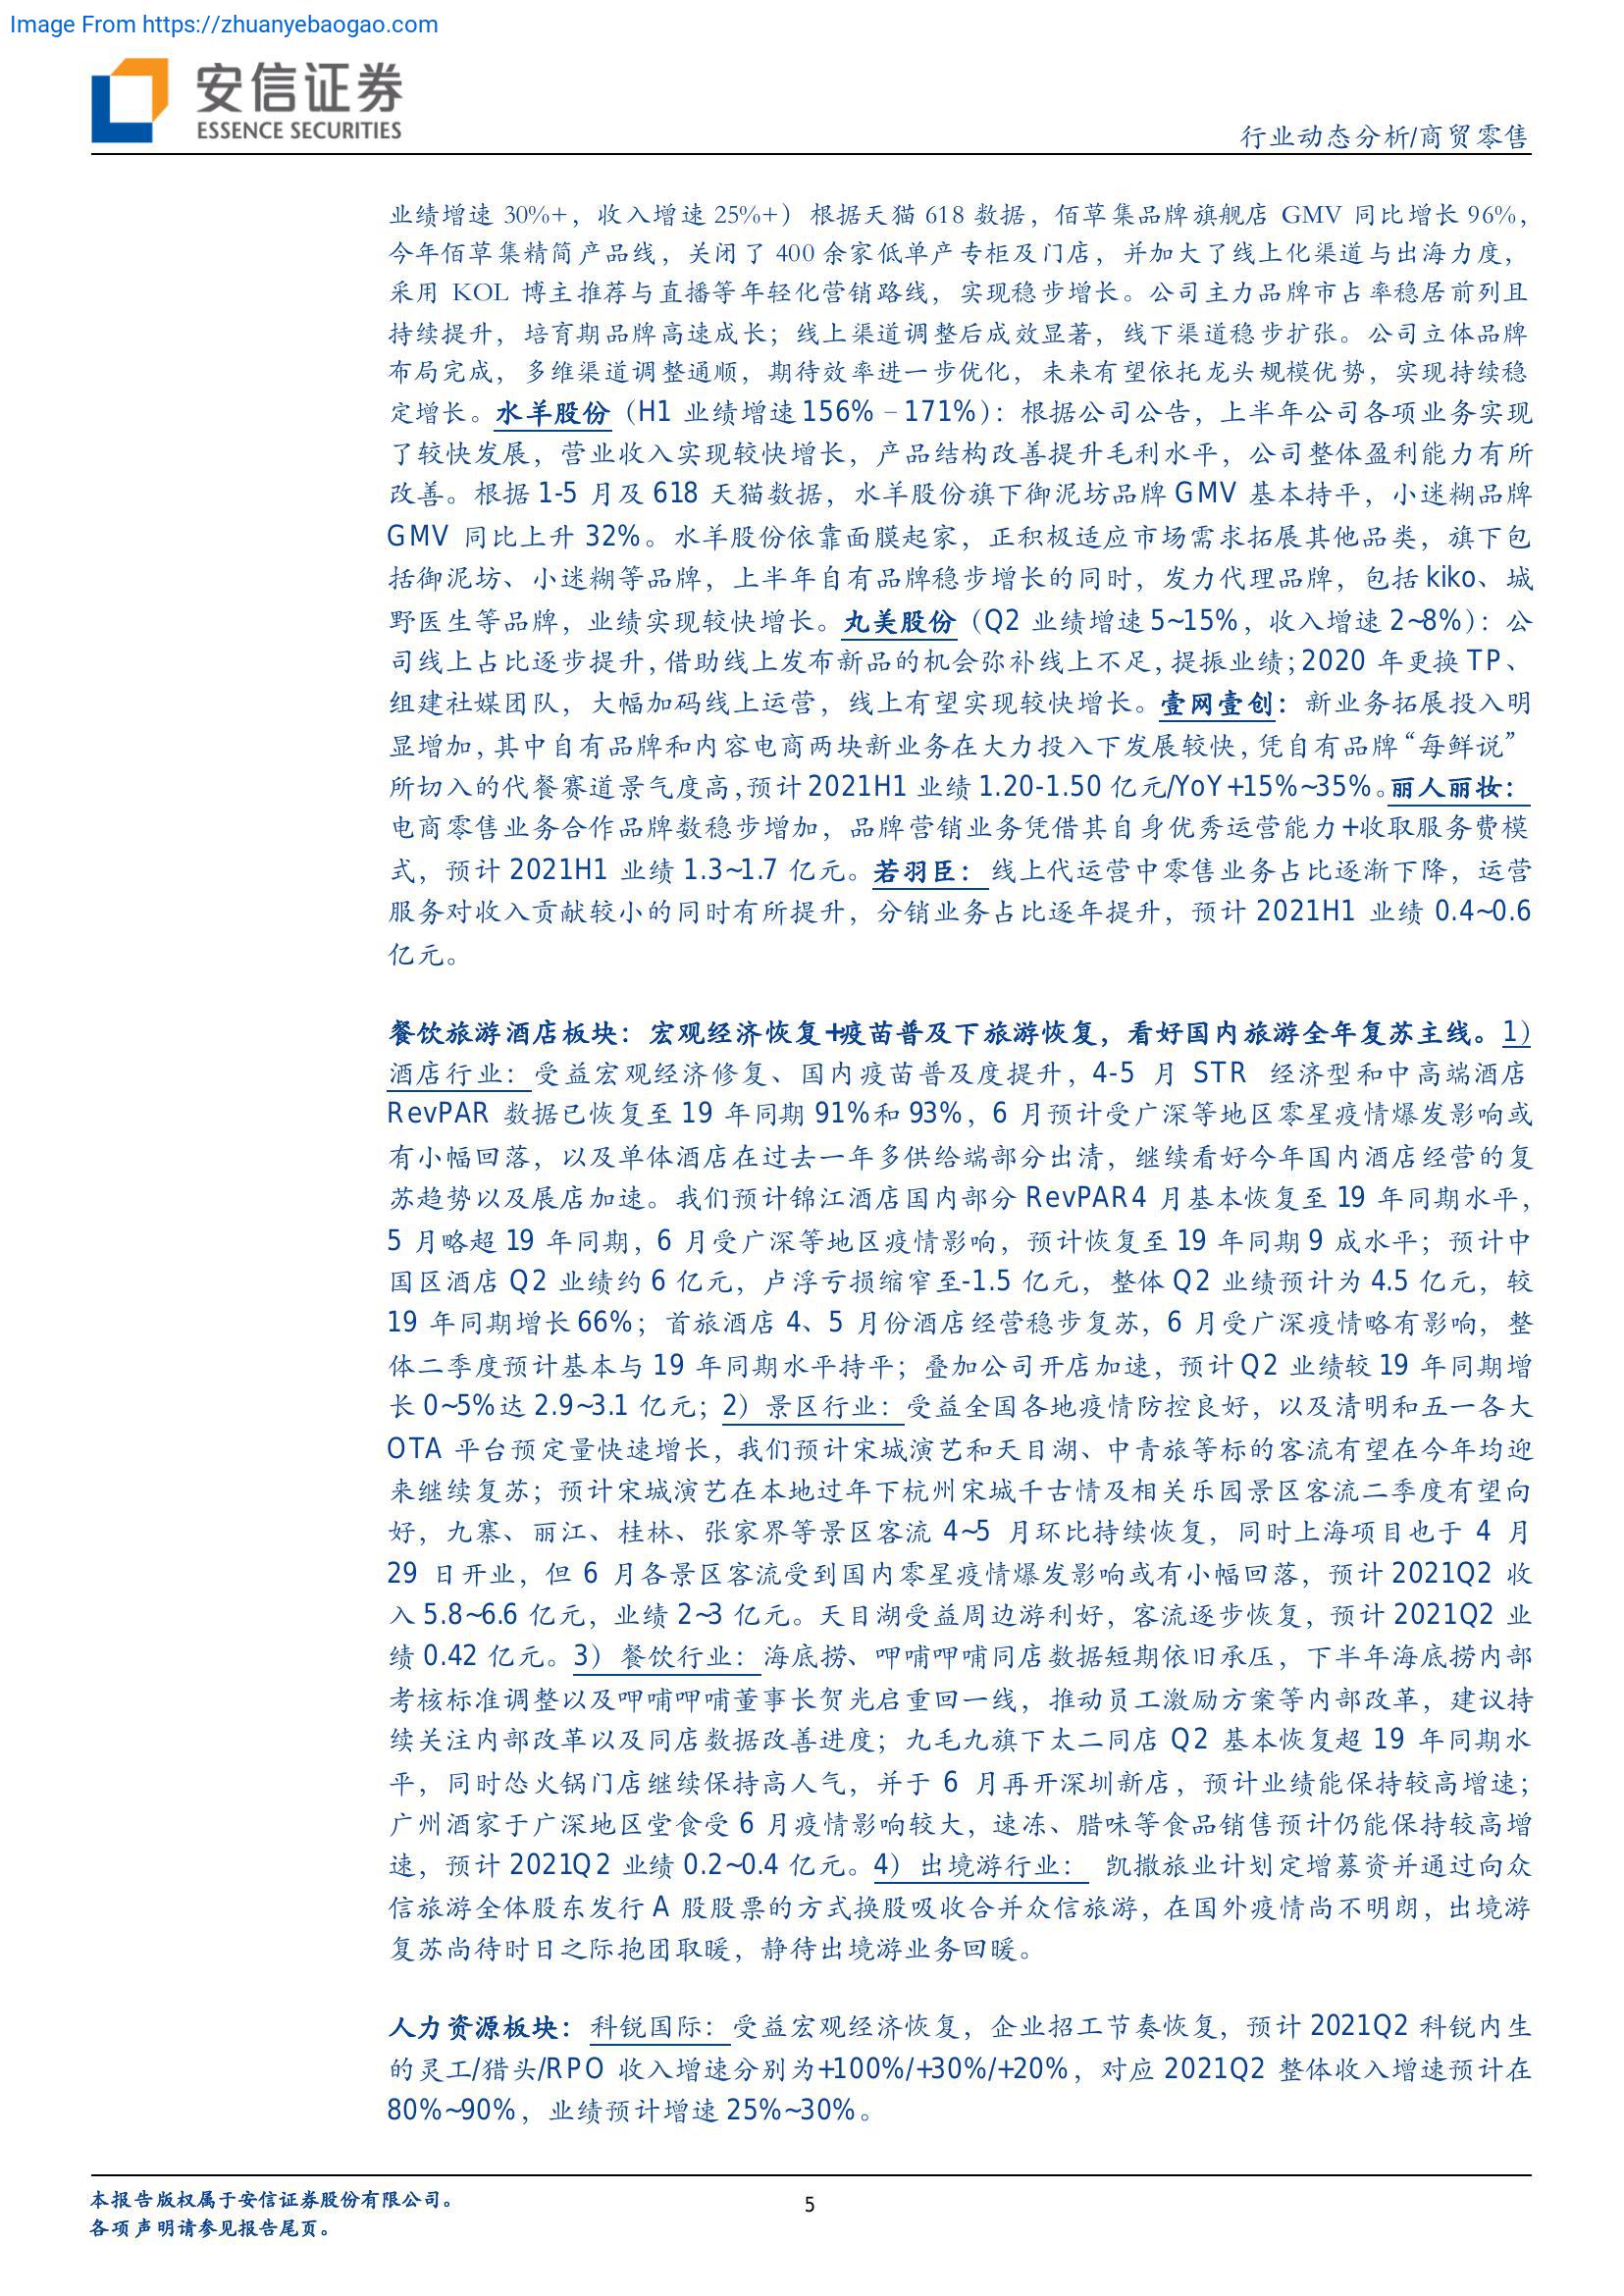 Image From https://zhuanyebaogao.com
安信证券
ESSENCE SECURITIES
行业动态分析/商贸零售
业绩增速 30%+，收入增速 25%+）根据天猫 618 数据，佰草集品牌旗舰店 GMV 同比增长 96%，
今年佰草集精简产品线，关闭了 400 余家低单产专柜及门店，并加大了线上化渠道与出海力度，
采用 KOL 博主推荐与直播等年轻化营销路线，实现稳步增长。公司主力品牌市占率稳居前列且
持续提升，培育期品牌高速成长；线上渠道调整后成效显著，线下渠道稳步扩张。公司立体品牌
布局完成，多维渠道调整通顺，期待效率进一步优化，未来有望依托龙头规模优势，实现持续稳
定增长。水羊股份（H1 业绩增速 156% – 171%）：根据公司公告，上半年公司各项业务实现
了较快发展，营业收入实现较快增长，产品结构改善提升毛利水平，公司整体盈利能力有所
改善。根据 1-5 月及 618 天猫数据，水羊股份旗下御泥坊品牌 GMV 基本持平，小迷糊品牌
GMV 同比上升 32%。水羊股份依靠面膜起家，正积极适应市场需求拓展其他品类，旗下包
括御泥坊、小迷糊等品牌，上半年自有品牌稳步增长的同时，发力代理品牌，包括 kiko、城
野医生等品牌，业绩实现较快增长。丸美股份（Q2 业绩增速 5~15%，收入增速 2~8%）：公
司线上占比逐步提升，借助线上发布新品的机会弥补线上不足，提振业绩；2020 年更换 TP、
组建社媒团队，大幅加码线上运营，线上有望实现较快增长。壹网壹创：新业务拓展投入明
显增加，其中自有品牌和内容电商两块新业务在大力投入下发展较快，凭自有品牌“每鲜说”
所切入的代餐赛道景气度高，预计 2021H1 业绩 1.20-1.50 亿元/YoY+15%~35%。丽人丽妆：
电商零售业务合作品牌数稳步增加，品牌营销业务凭借其自身优秀运营能力+收取服务费模
式，预计 2021H1 业绩 1.3~1.7 亿元。若羽臣：线上代运营中零售业务占比逐渐下降，运营
服务对收入贡献较小的同时有所提升，分销业务占比逐年提升，预计 2021H1 业绩 0.4~0.6
亿元。
餐饮旅游酒店板块：宏观经济恢复+疫苗普及下旅游恢复，看好国内旅游全年复苏主线。1）
酒店行业：受益宏观经济修复、国内疫苗普及度提升，4-5 月 STR 经济型和中高端酒店
RevPAR 数据已恢复至 19 年同期 91%和 93%，6 月预计受广深等地区零星疫情爆发影响或
有小幅回落，以及单体酒店在过去一年多供给端部分出清，继续看好今年国内酒店经营的复
苏趋势以及展店加速。我们预计锦江酒店国内部分 RevPAR4 月基本恢复至 19 年同期水平，
5 月略超 19 年同期，6 月受广深等地区疫情影响，预计恢复至 19 年同期 9 成水平；预计中
国区酒店 Q2 业绩约 6 亿元，卢浮亏损缩窄至-1.5 亿元，整体 Q2 业绩预计为 4.5 亿元，较
19 年同期增长 66%；首旅酒店 4、5 月份酒店经营稳步复苏，6 月受广深疫情略有影响，整
体二季度预计基本与 19 年同期水平持平；叠加公司开店加速，预计 Q2 业绩较 19 年同期增
长 0~5%达 2.9~3.1 亿元；2）景区行业：受益全国各地疫情防控良好，以及清明和五一各大
OTA 平台预定量快速增长，我们预计宋城演艺和天目湖、中青旅等标的客流有望在今年均迎
来继续复苏；预计宋城演艺在本地过年下杭州宋城千古情及相关乐园景区客流二季度有望向
好，九寨、丽江、桂林、张家界等景区客流 4~5 月环比持续恢复，同时上海项目也于 4 月
29 日开业，但 6 月各景区客流受到国内零星疫情爆发影响或有小幅回落，预计 2021Q2 收
入 5.8~6.6 亿元，业绩 2~3 亿元。天目湖受益周边游利好，客流逐步恢复，预计 2021Q2 业
绩 0.42 亿元。3）餐饮行业：海底捞、呷哺呷哺同店数据短期依旧承压，下半年海底捞内部
考核标准调整以及呷哺呷哺董事长贺光启重回一线，推动员工激励方案等内部改革，建议持
续关注内部改革以及同店数据改善进度；九毛九旗下太二同店 Q2 基本恢复超 19 年同期水
平，同时怂火锅门店继续保持高人气，并于 6 月再开深圳新店，预计业绩能保持较高增速；
广州酒家于广深地区堂食受 6 月疫情影响较大，速冻、腊味等食品销售预计仍能保持较高增
速，预计 2021Q2 业绩 0.2~0.4 亿元。4）出境游行业： 凯撒旅业计划定增募资并通过向众
信旅游全体股东发行 A 股股票的方式换股吸收合并众信旅游，在国外疫情尚不明朗，出境游
复苏尚待时日之际抱团取暖，静待出境游业务回暖。
人力资源板块：科锐国际：受益宏观经济恢复，企业招工节奏恢复，预计 2021Q2 科锐内生
的灵工/猎头/RPO 收入增速分别为+100%/+30%/+20%，对应 2021Q2 整体收入增速预计在
80%~90%，业绩预计增速 25%~30%。
本报告版权属于安信证券股份有限公司。
5
各项声明请参见报告尾页。